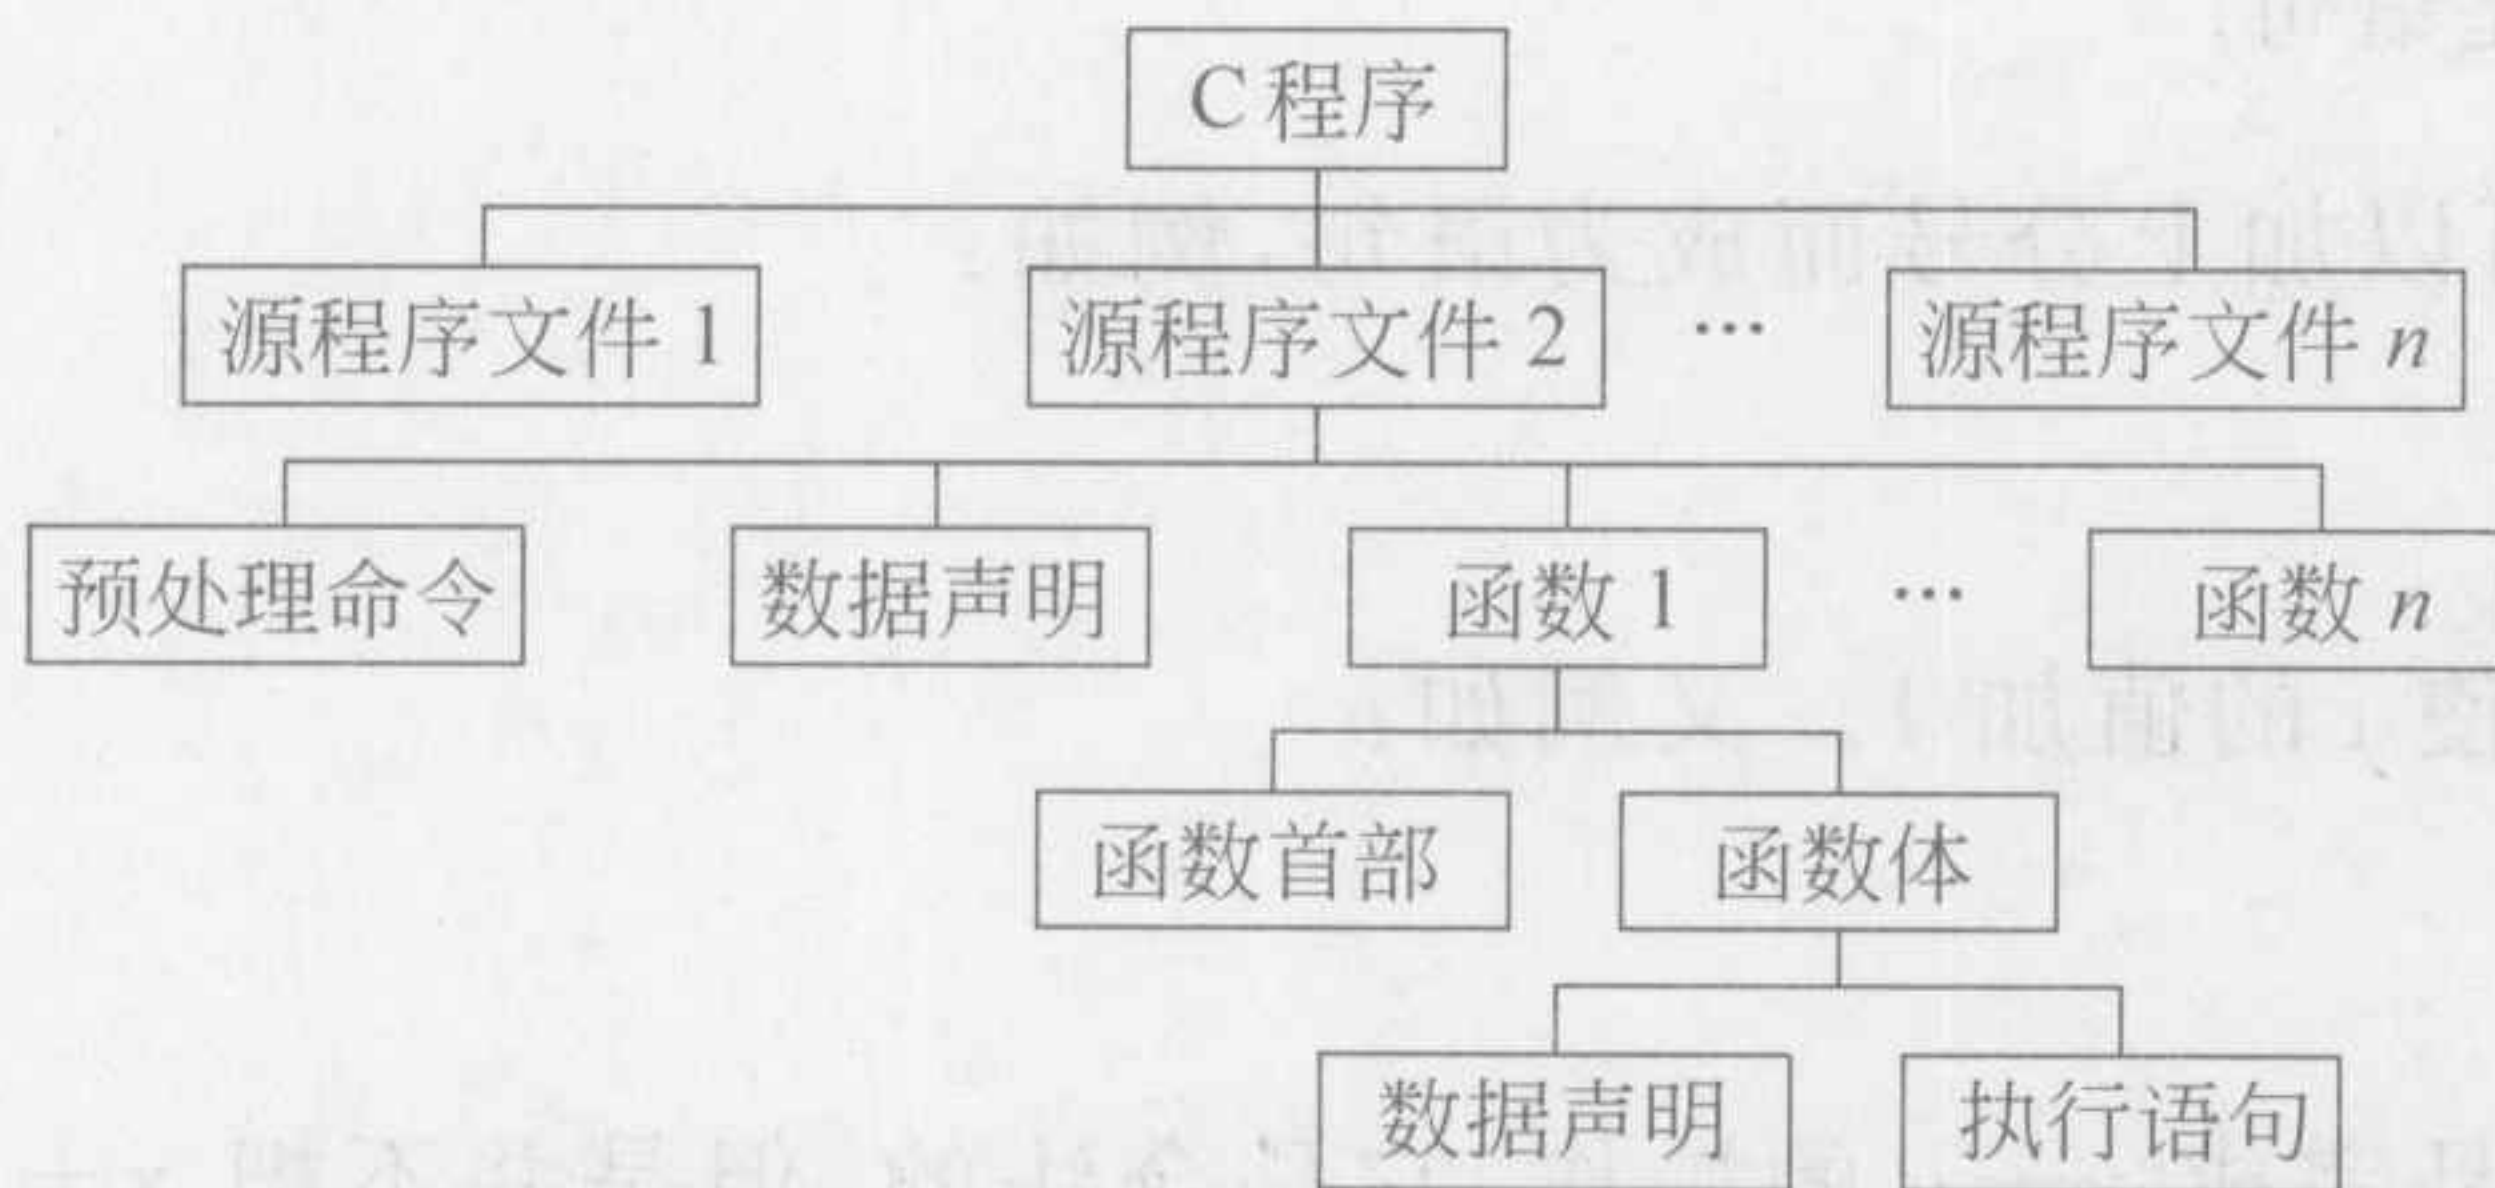 C程序
源程序文件 1 源程序文件 2 … 源程序文件 n
预处理命令 数据声明 函数 1 … 函数 n
函数首部 函数体
数据声明 执行语句